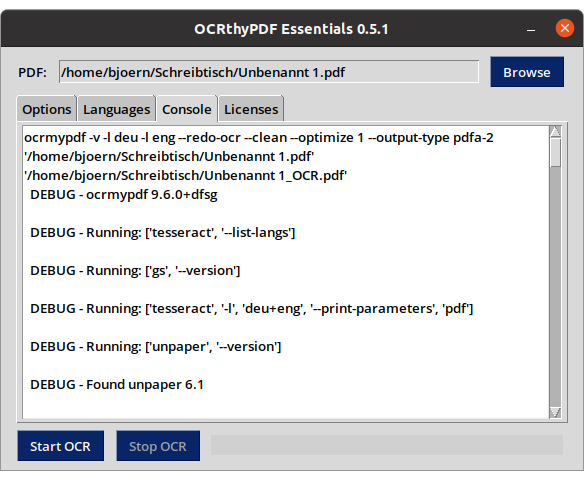 OCRthyPDF Essentials 0.5.1
PDF: /home/bjoern/Schreibtisch/Unbenannt 1.pdf Browse
Options Languages Console Licenses
ocrmypdf -v -l deu -l eng --redo-ocr --clean --optimize 1 --output-type pdfa-2
'/home/bjoern/Schreibtisch/Unbenannt 1.pdf'
'/home/bjoern/Schreibtisch/Unbenannt 1_OCR.pdf'
DEBUG - ocrmypdf 9.6.0+dfsg
DEBUG - Running: ['tesseract', '--list-langs']
DEBUG - Running: ['gs', '--version']
DEBUG - Running: ['tesseract', '-l', 'deu+eng', '--print-parameters', 'pdf']
DEBUG - Running: ['unpaper', '--version']
DEBUG - Found unpaper 6.1
Start OCR Stop OCR